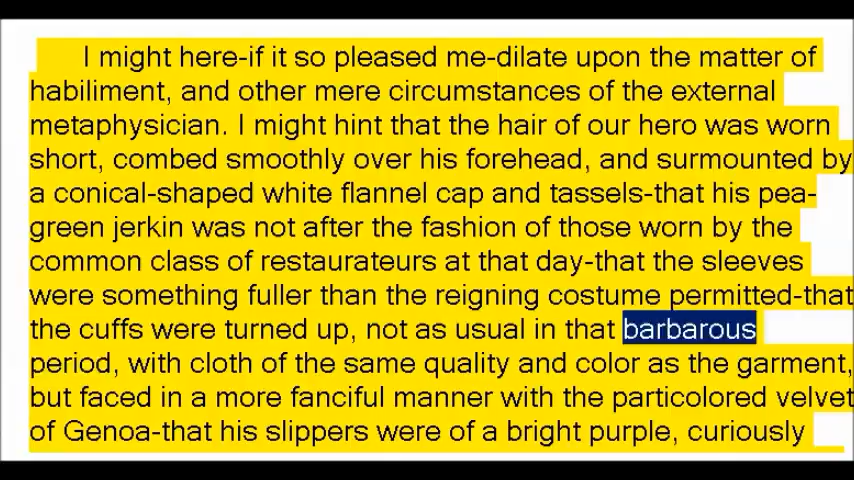 I might here-if it so pleased me-dilate upon the matter of
habiliment, and other mere circumstances of the external
metaphysician. I might hint that the hair of our hero was worn
short, combed smoothly over his forehead, and surmounted by
a conical-shaped white flannel cap and tassels-that his pea-
green jerkin was not after the fashion of those worn by the
common class of restaurateurs at that day-that the sleeves
were something fuller than the reigning costume permitted-that
the cuffs were turned up, not as usual in that barbarous
period, with cloth of the same quality and color as the garment,
but faced in a more fanciful manner with the particolored velvet
of Genoa-that his slippers were of a bright purple, curiously